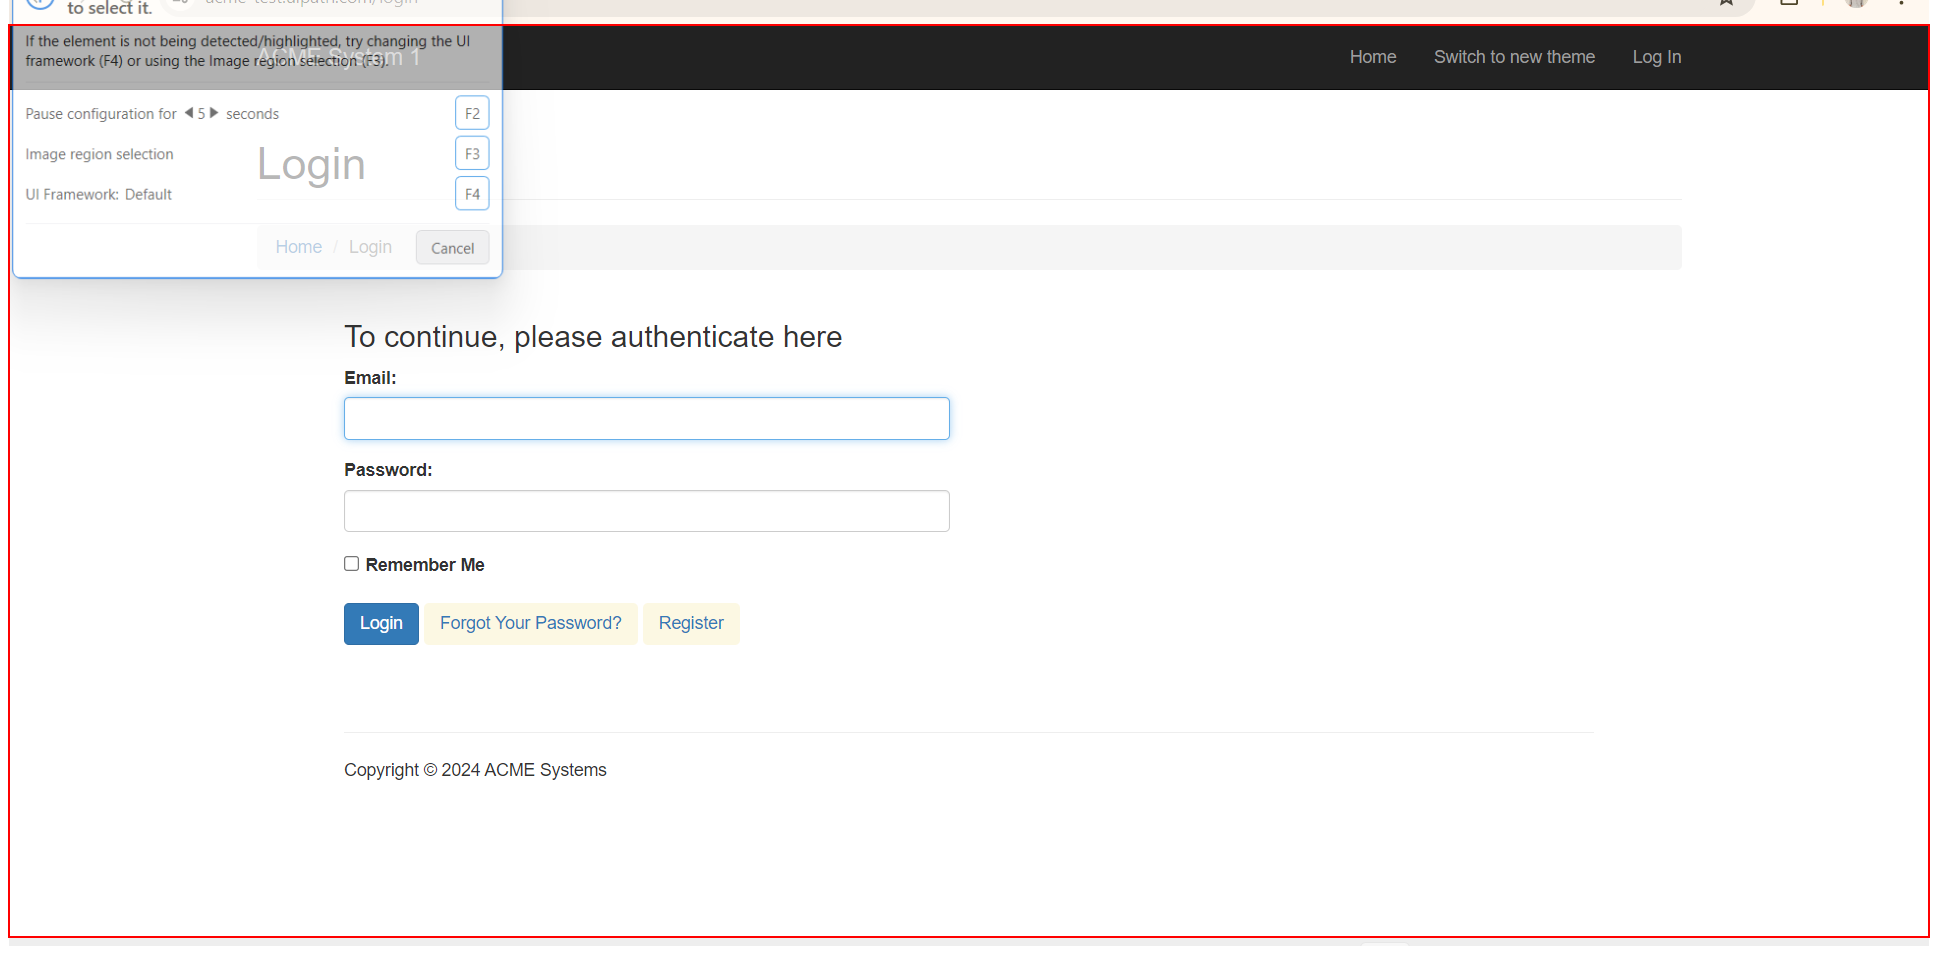 to select it.
acme-test.uipath.com/login
If the element is not being detected/highlighted, try changing the UI
framework (F4) or using the Image region selection (F3).
ACME System 1
Home
Switch to new theme
Log In
Pause configuration for 5 seconds
F2
Image region selection
F3
Login
UI Framework: Default
F4
Home / Login
Cancel
To continue, please authenticate here
Email:
Password:
Remember Me
Login
Forgot Your Password?
Register
Copyright © 2024 ACME Systems